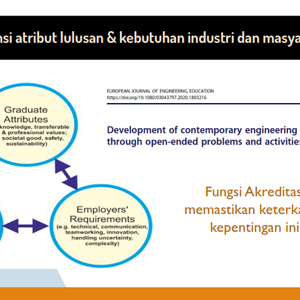 atribut lulusan & kebutuhan industri dan masya
Graduate
Attributes
knowledge, transferable
& professional values;
societal good, safety,
sustainability)
EUROPEAN JOURNAL OF ENGINEERING EDUCATION
https://doi.org/10.1080/03043797.2020.1803216
Development of contemporary engineering
through open-ended problems and activities
Employers'
Requirements
(e.g. technical, communication,
teamworking, innovation,
handling uncertainty,
complexity)
Fungsi Akreditas
memastikan keterka
kepentingan ini